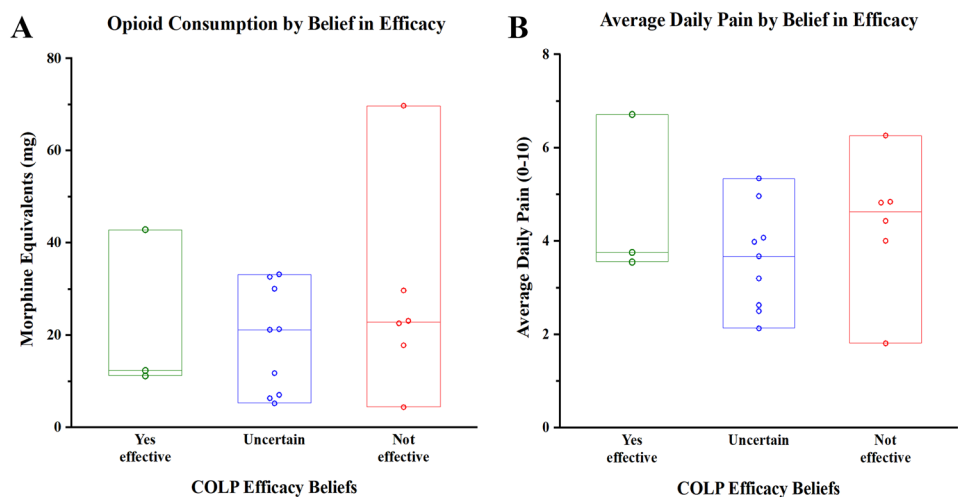 A
Opioid Consumption by Belief in Efficacy
Morphine Equivalents (mg)
80
60
40
20
0
Yes effective
Uncertain
Not effective
COLP Efficacy Beliefs
B
Average Daily Pain by Belief in Efficacy
Average Daily Pain (0-10)
8
6
4
2
0
Yes effective
Uncertain
Not effective
COLP Efficacy Beliefs